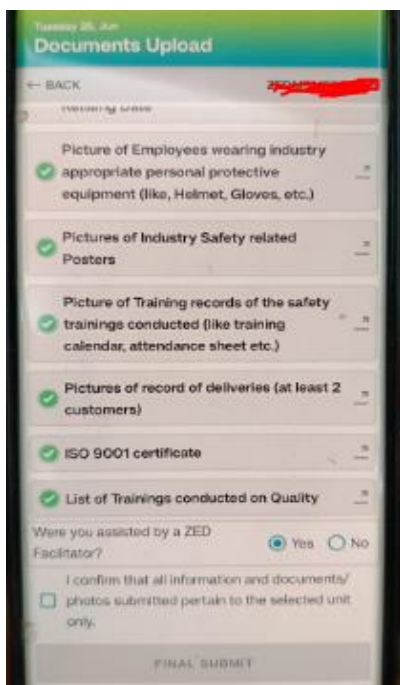 Tuesday 25, Jun
Documents Upload
← BACK
Picture of Employees wearing industry
appropriate personal protective
equipment (like, Helmet, Gloves, etc.)
Pictures of Industry Safety related
Posters
Picture of Training records of the safety
trainings conducted (like training
calendar, attendance sheet etc.)
Pictures of record of deliveries (at least 2
customers)
ISO 9001 certificate
List of Trainings conducted on Quality
Were you assisted by a ZED
Facilitator?
Yes No
I confirm that all information and documents/
photos submitted pertain to the selected unit
only.
FINAL SUBMIT